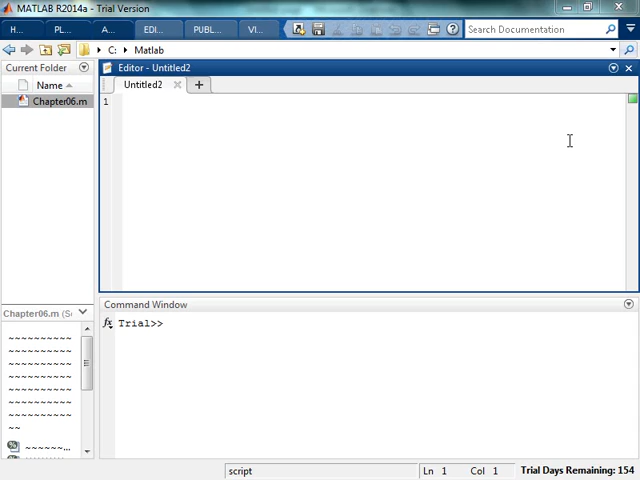 MATLAB R2014a - Trial Version
H... PL... A... EDI... PUBL... VI... Search Documentation
C: Matlab
Current Folder
Name
Chapter06.m
Editor - Untitled2
Untitled2
1
Chapter06.m (S
~~~~~~~~~~
~~~~~~~~~~
~~~~~~~~~~
~~~~~~~~~~
~~~~~~~~~~
~~~~~~~~~~
~~~~~~~~~~
~~
~~~~~~...
Command Window
fx Trial>>
script Ln 1 Col 1 Trial Days Remaining: 154